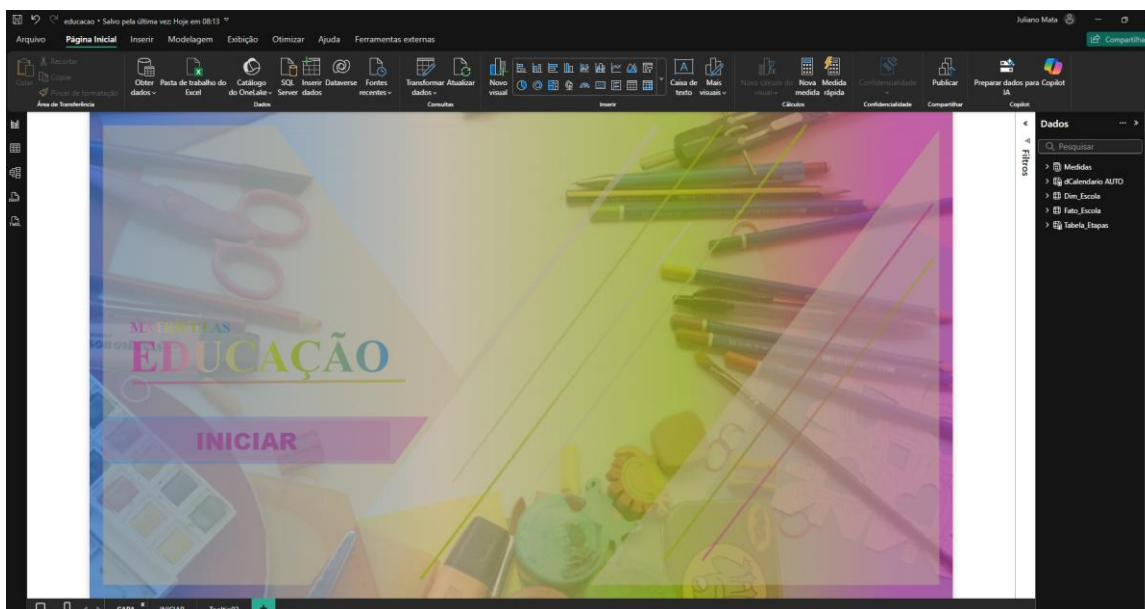 educacao • Salvo pela última vez: Hoje em 08:13
Juliano Mata
Arquivo Página Inicial Inserir Modelagem Exibição Otimizar Ajuda Ferramentas externas
Compartilhar
Colar
Recortar
Copiar
Pincel de formatação
Área de Transferência
Obter dados
Pasta de trabalho do Excel
Catálogo do OneLake
SQL Server
Inserir dados
Dataverse
Fontes recentes
Dados
Transformar dados
Atualizar
Consultas
Novo visual
Caixa de texto
Mais visuais
Inserir
Nova medida
Medida rápida
Cálculos
Confidencialidade
Confidencialidade
Publicar
Compartilhar
Preparar dados para IA
Copilot
Copilot
MATRÍCULAS
EDUCAÇÃO
INICIAR
Filtros
Dados
Pesquisar
Medidas
dCalendario AUTO
Dim_Escola
Fato_Escola
Tabela_Etapas
CAPA
INICIAR